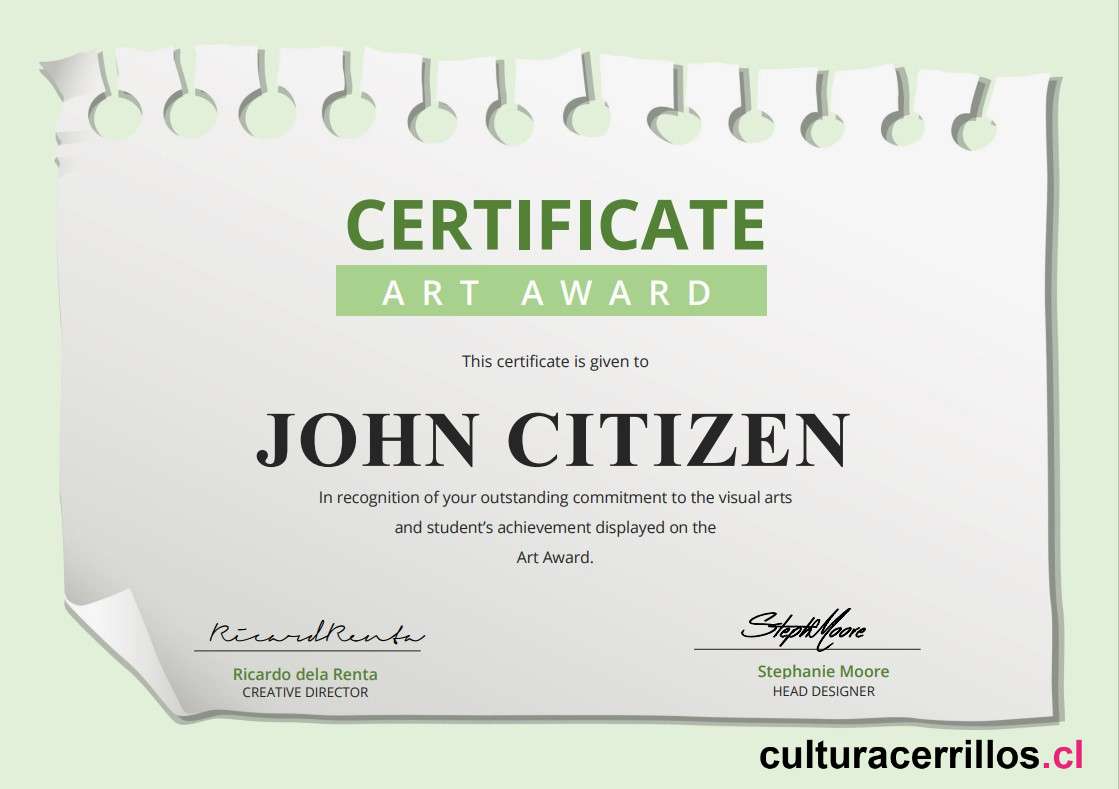 CERTIFICATE
ART AWARD
This certificate is given to
JOHN CITIZEN
In recognition of your outstanding commitment to the visual arts
and student’s achievement displayed on the
Art Award.
RicardRenta
StephMoore
Ricardo dela Renta
Stephanie Moore
CREATIVE DIRECTOR
HEAD DESIGNER
culturacerrillos.cl